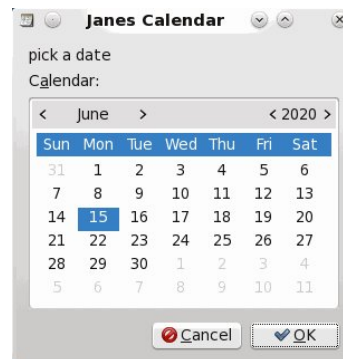 Janes Calendar
pick a date
Calendar:
< June > < 2020 >
Sun Mon Tue Wed Thu Fri Sat
31 1 2 3 4 5 6
7 8 9 10 11 12 13
14 15 16 17 18 19 20
21 22 23 24 25 26 27
28 29 30 1 2 3 4
5 6 7 8 9 10 11
Cancel OK